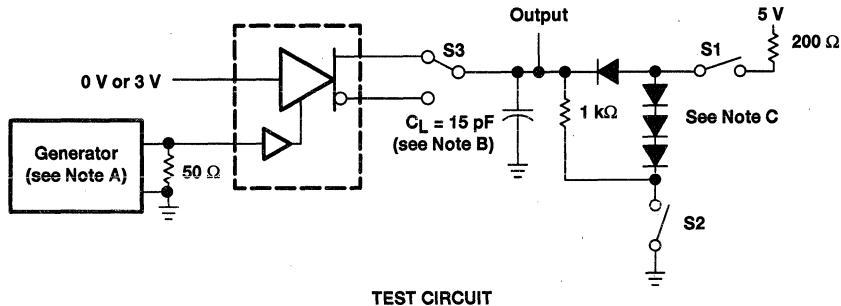 Output
5 V
S3
S1
200 Ω
0 V or 3 V
CL = 15 pF
(see Note B)
1 kΩ
See Note C
Generator
(see Note A)
50 Ω
S2
TEST CIRCUIT